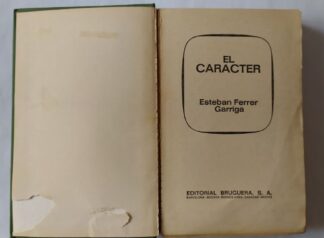 EL
CARACTER
Esteban Ferrer
Garriga
EDITORIAL BRUGUERA, S. A.